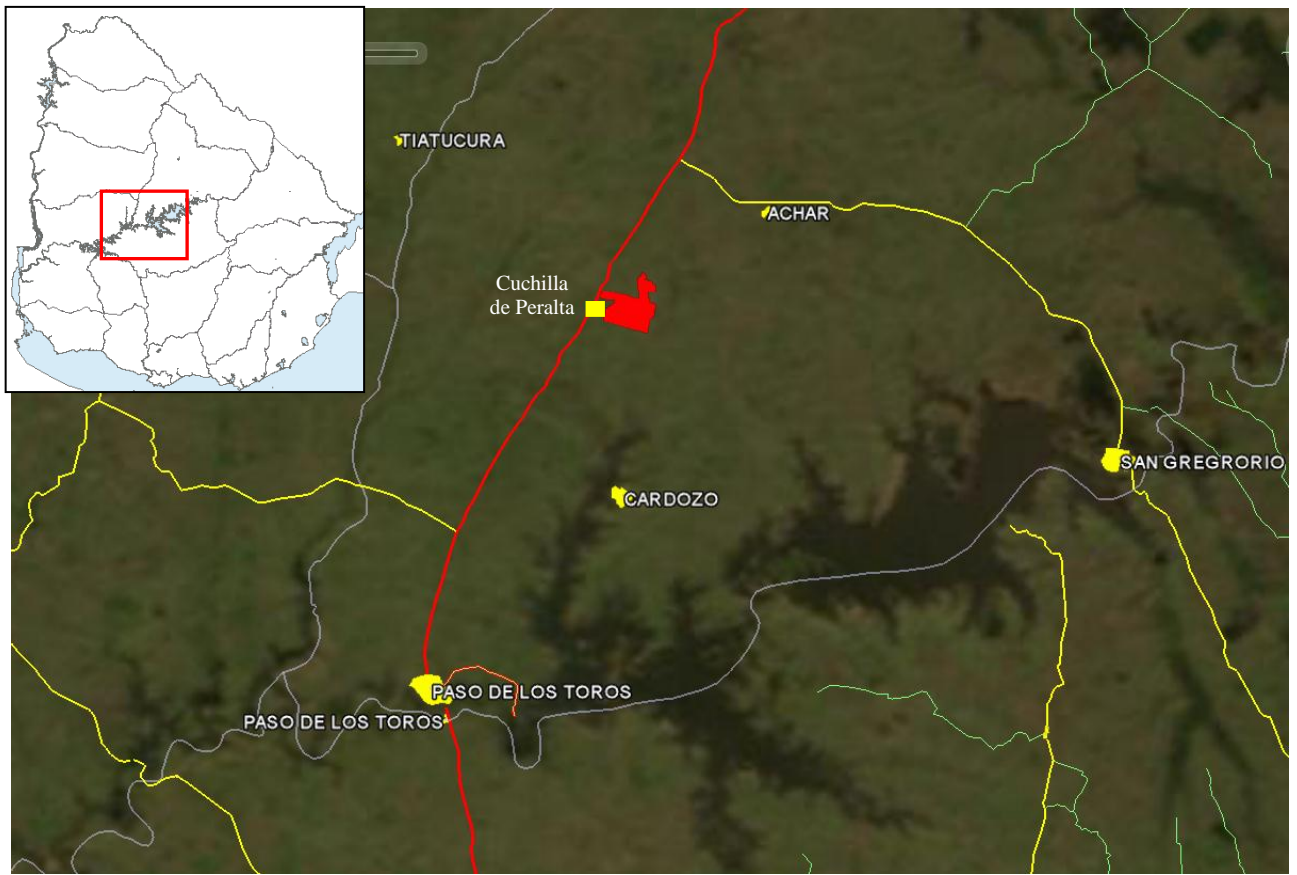 TIATUCURA
ACHAR
Cuchilla
de Peralta
SAN GREGRORIO
CARDOZO
PASO DE LOS TOROS
PASO DE LOS TOROS